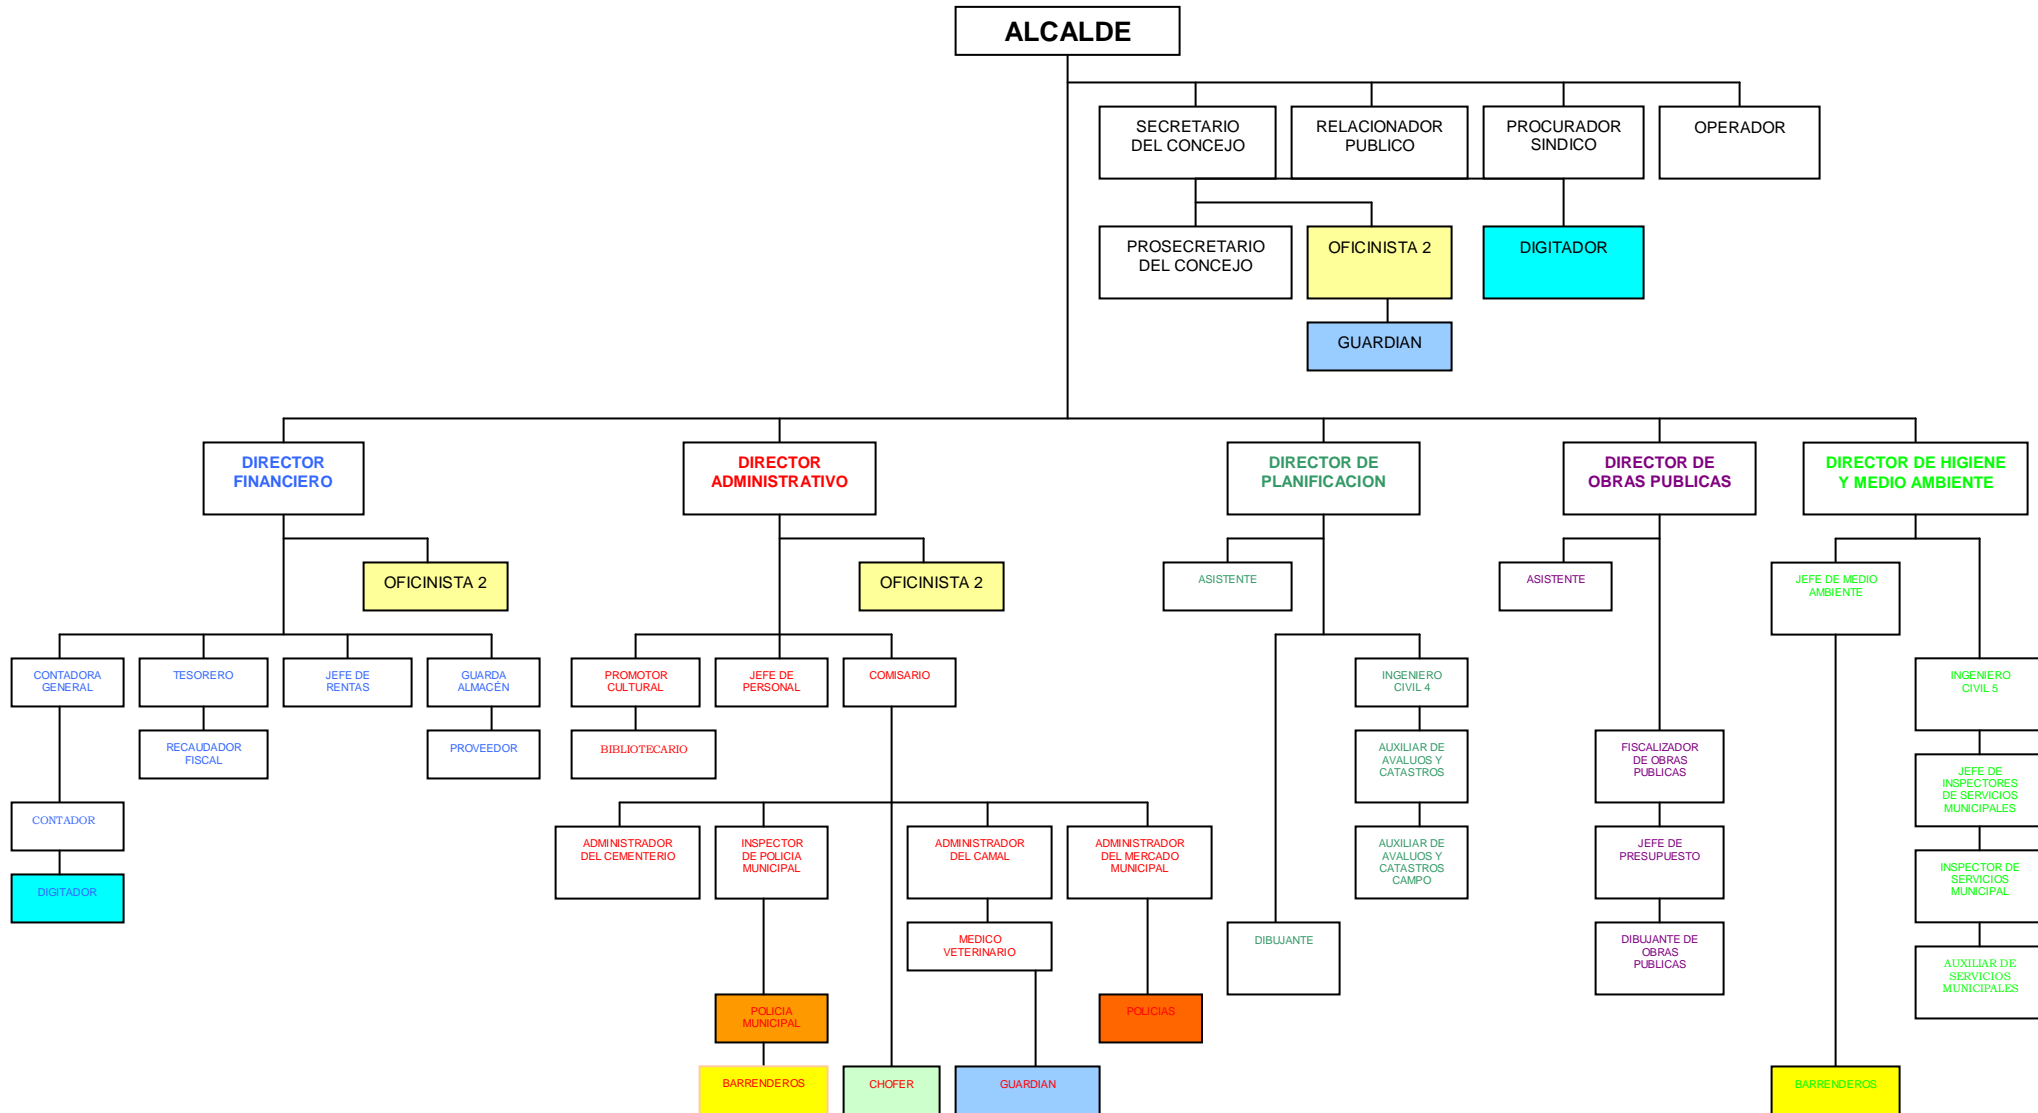 ALCALDE
SECRETARIO
DEL CONCEJO
RELACIONADOR
PUBLICO
PROCURADOR
SINDICO
OPERADOR
PROSECRETARIO
DEL CONCEJO
OFICINISTA 2
DIGITADOR
GUARDIAN
DIRECTOR
FINANCIERO
DIRECTOR
ADMINISTRATIVO
DIRECTOR DE
PLANIFICACION
DIRECTOR DE
OBRAS PUBLICAS
DIRECTOR DE HIGIENE
Y MEDIO AMBIENTE
OFICINISTA 2
OFICINISTA 2
ASISTENTE
ASISTENTE
JEFE DE MEDIO
AMBIENTE
CONTADORA
GENERAL
TESORERO
JEFE DE
RENTAS
GUARDA
ALMACÉN
PROMOTOR
CULTURAL
JEFE DE
PERSONAL
COMISARIO
INGENIERO
CIVIL 4
INGENIERO
CIVIL 5
RECAUDADOR
FISCAL
PROVEEDOR
BIBLIOTECARIO
AUXILIAR DE
AVALUOS Y
CATASTROS
FISCALIZADOR
DE OBRAS
PUBLICAS
JEFE DE
INSPECTORES
DE SERVICIOS
MUNICIPALES
CONTADOR
ADMINISTRADOR
DEL CEMENTERIO
INSPECTOR
DE POLICIA
MUNICIPAL
ADMINISTRADOR
DEL CAMAL
ADMINISTRADOR
DEL MERCADO
MUNICIPAL
AUXILIAR DE
AVALUOS Y
CATASTROS
CAMPO
JEFE DE
PRESUPUESTO
INSPECTOR DE
SERVICIOS
MUNICIPAL
DIGITADOR
MEDICO
VETERINARIO
DIBUJANTE
DIBUJANTE DE
OBRAS
PUBLICAS
AUXILIAR DE
SERVICIOS
MUNICIPALES
POLICIA
MUNICIPAL
POLICIAS
BARRENDEROS
CHOFER
GUARDIAN
BARRENDEROS